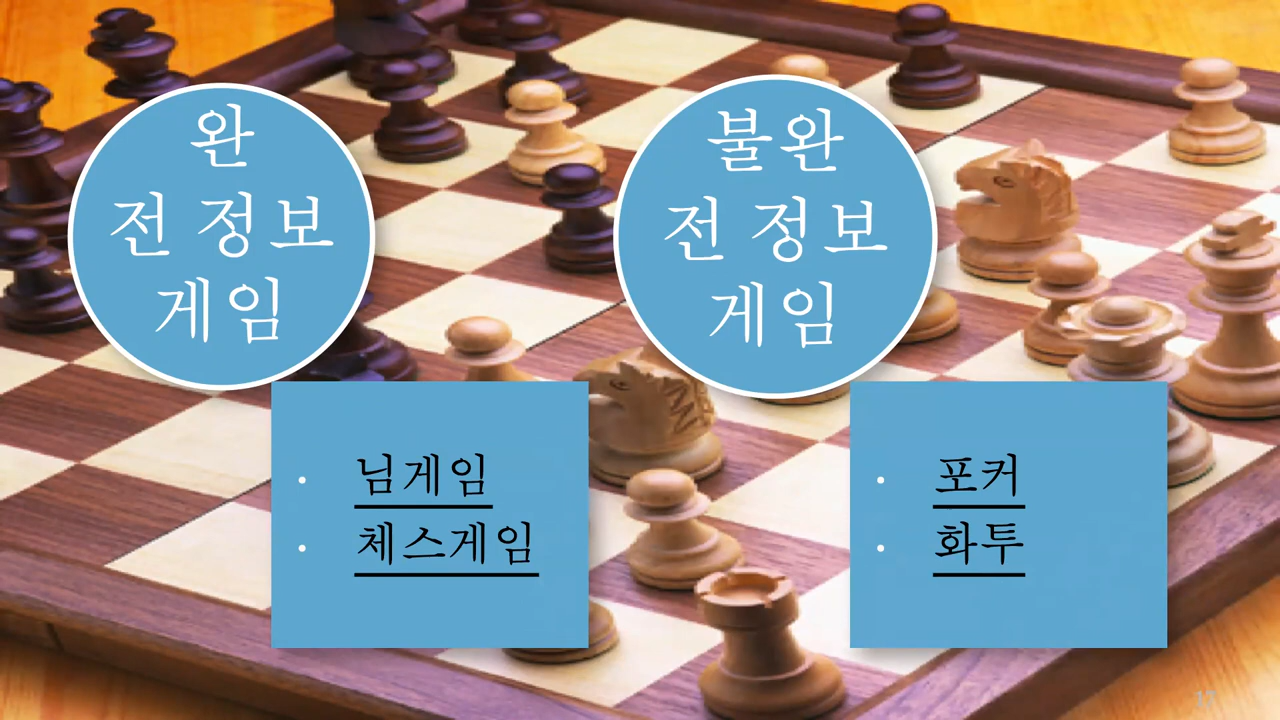 완
전 정보
게임
• 님게임
• 체스게임
불완
전 정보
게임
• 포커
• 화투
17